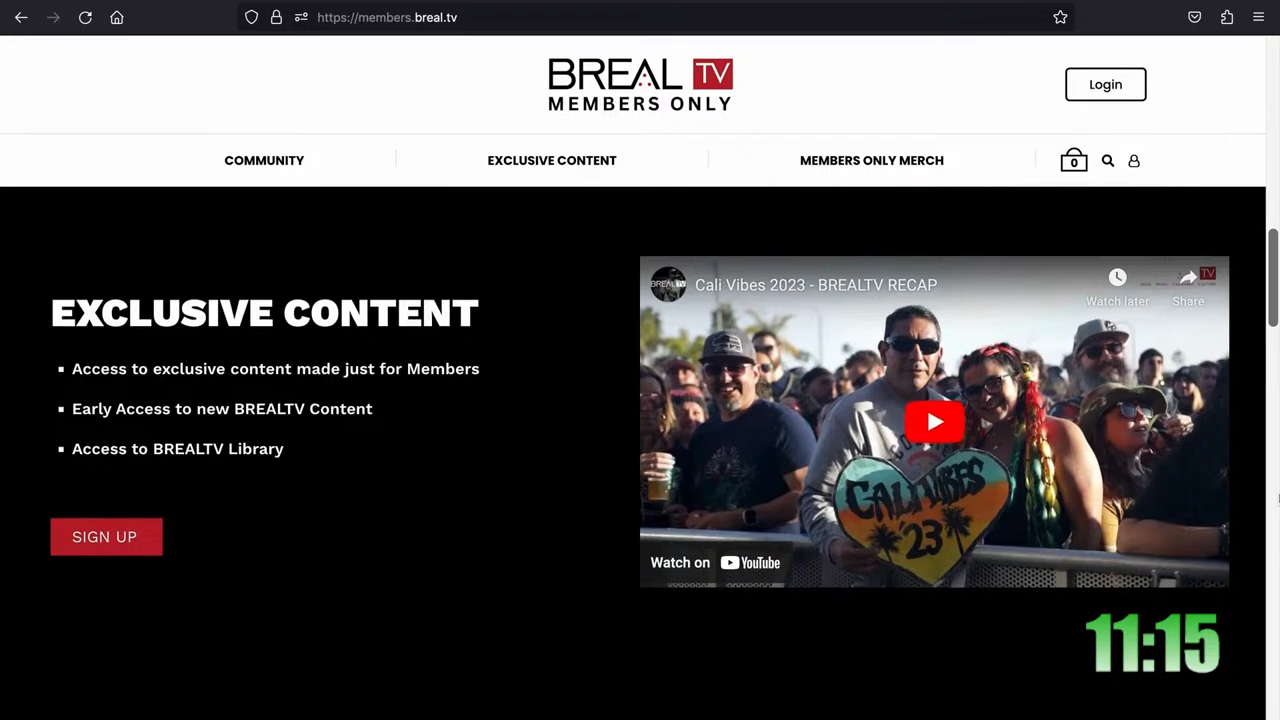 https://members.breal.tv
BREAL TV
MEMBERS ONLY
Login
COMMUNITY
EXCLUSIVE CONTENT
MEMBERS ONLY MERCH
0
EXCLUSIVE CONTENT
Access to exclusive content made just for Members
Early Access to new BREALTV Content
Access to BREALTV Library
SIGN UP
BREALTV
Cali Vibes 2023 - BREALTV RECAP
TV
Watch later
Share
CALI VIBES
'23
Watch on YouTube
11:15